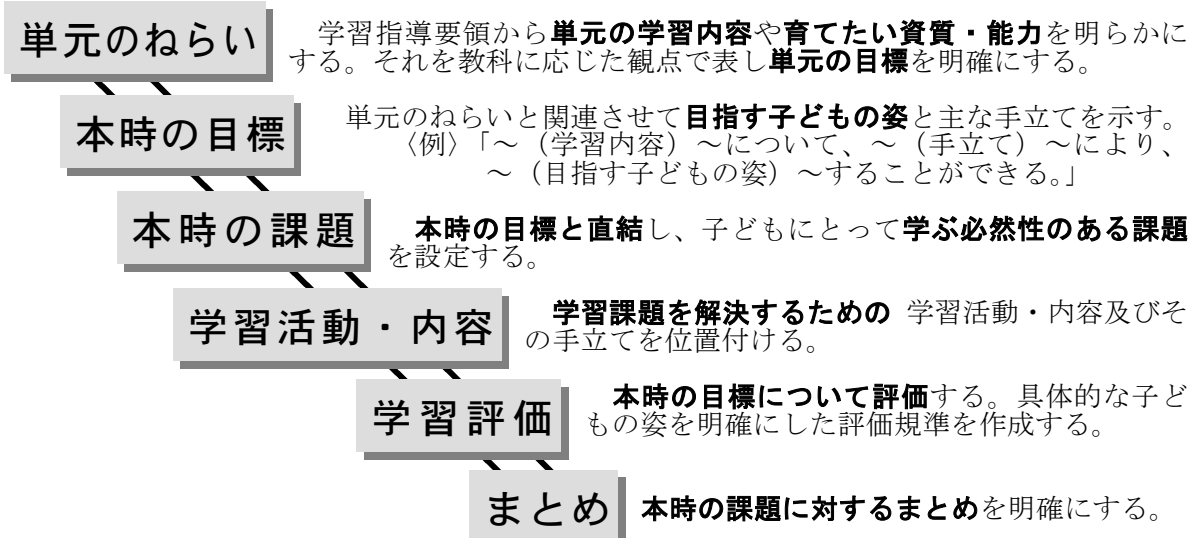 単元のねらい
学習指導要領から単元の学習内容や育てたい資質・能力を明らかに
する。それを教科に応じた観点で表し単元の目標を明確にする。
本時の目標
単元のねらいと関連させて目指す子どもの姿と主な手立てを示す。
〈例〉「～（学習内容）～について、～（手立て）～により、
～（目指す子どもの姿）～することができる。」
本時の課題
本時の目標と直結し、子どもにとって学ぶ必然性のある課題
を設定する。
学習活動・内容
学習課題を解決するための 学習活動・内容及びそ
の手立てを位置付ける。
学習評価
本時の目標について評価する。具体的な子ど
もの姿を明確にした評価規準を作成する。
まとめ
本時の課題に対するまとめを明確にする。